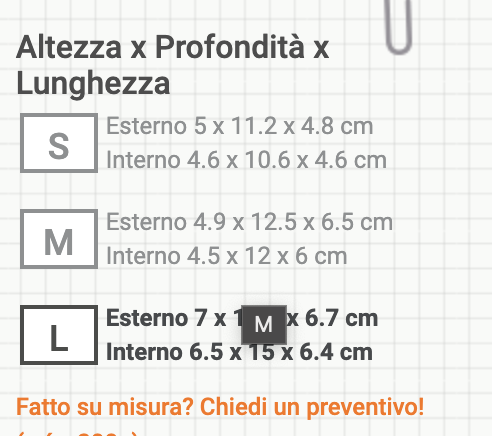 Altezza x Profondità x
Lunghezza
S
Esterno 5 x 11.2 x 4.8 cm
Interno 4.6 x 10.6 x 4.6 cm
M
Esterno 4.9 x 12.5 x 6.5 cm
Interno 4.5 x 12 x 6 cm
L
Esterno 7 x x 6.7 cm
M
Interno 6.5 x 15 x 6.4 cm
Fatto su misura? Chiedi un preventivo!